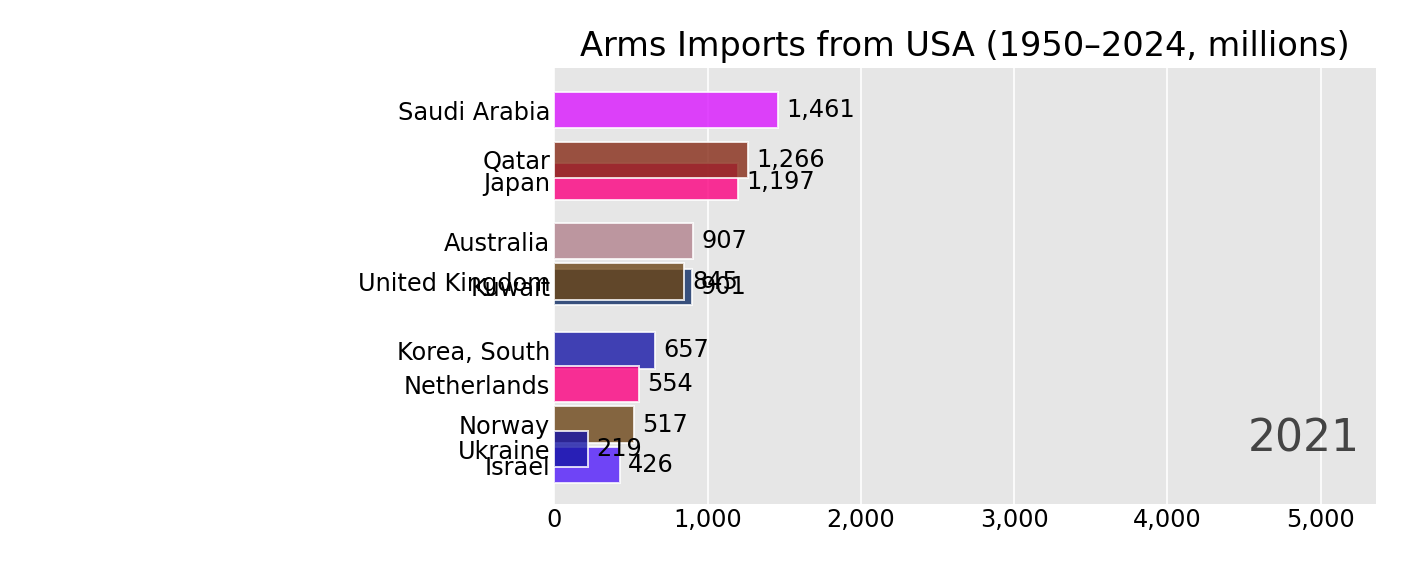 Arms Imports from USA (1950–2024, millions)
Saudi Arabia 1,461
Qatar 1,266
Japan 1,197
Australia 907
United Kingdom 845
Kuwait 901
Korea, South 657
Netherlands 554
Norway 517
Ukraine 219
Israel 426
2021
0 1,000 2,000 3,000 4,000 5,000